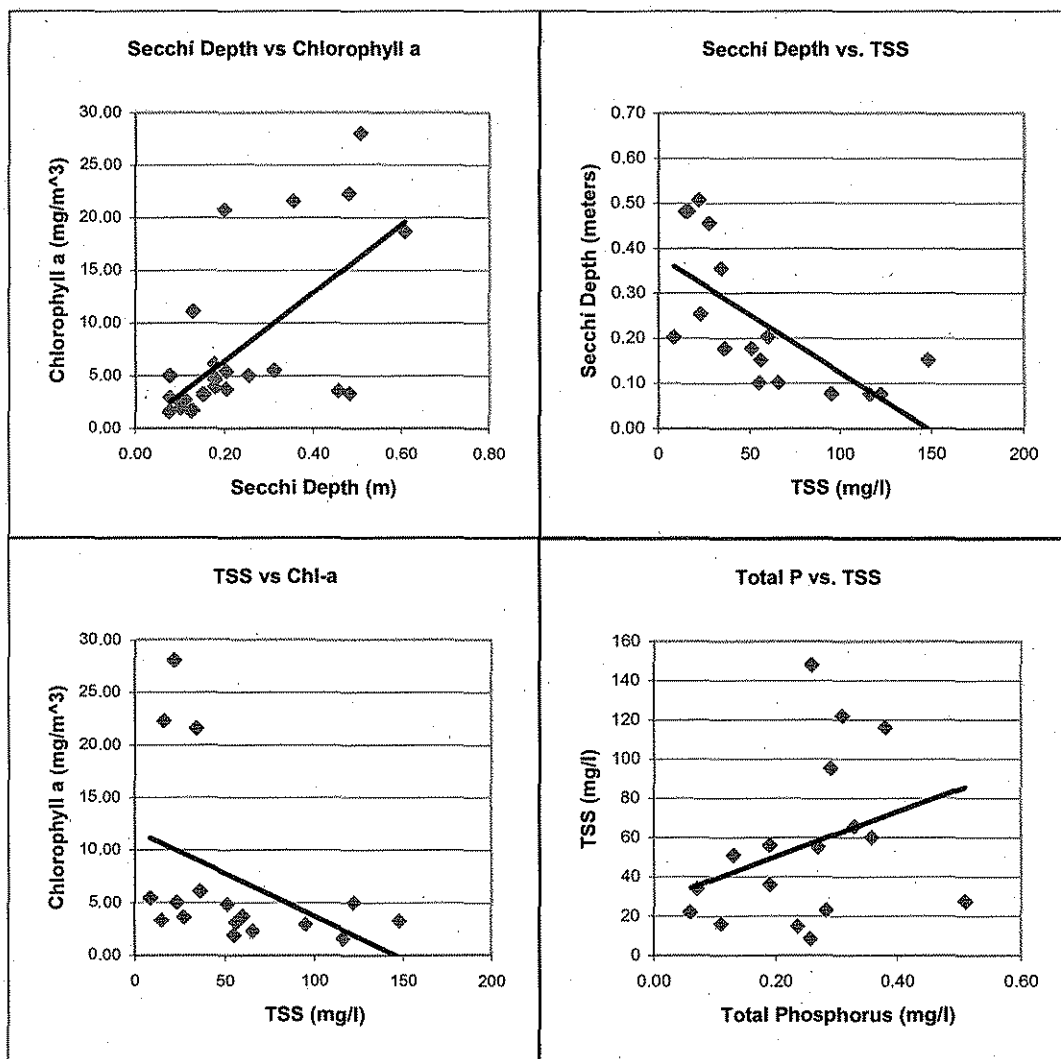 Secchi Depth vs Chlorophyll a
30.00
25.00
20.00
15.00
10.00
5.00
0.00
Chlorophyll a (mg/m^3)
0.00 0.20 0.40 0.60 0.80
Secchi Depth (m)
Secchi Depth vs. TSS
0.70
0.60
0.50
0.40
0.30
0.20
0.10
0.00
Secchi Depth (meters)
0 50 100 150 200
TSS (mg/l)
TSS vs Chl-a
30.00
25.00
20.00
15.00
10.00
5.00
0.00
Chlorophyll a (mg/m^3)
0 50 100 150 200
TSS (mg/l)
Total P vs. TSS
160
140
120
100
80
60
40
20
0
TSS (mg/l)
0.00 0.20 0.40 0.60
Total Phosphorus (mg/l)